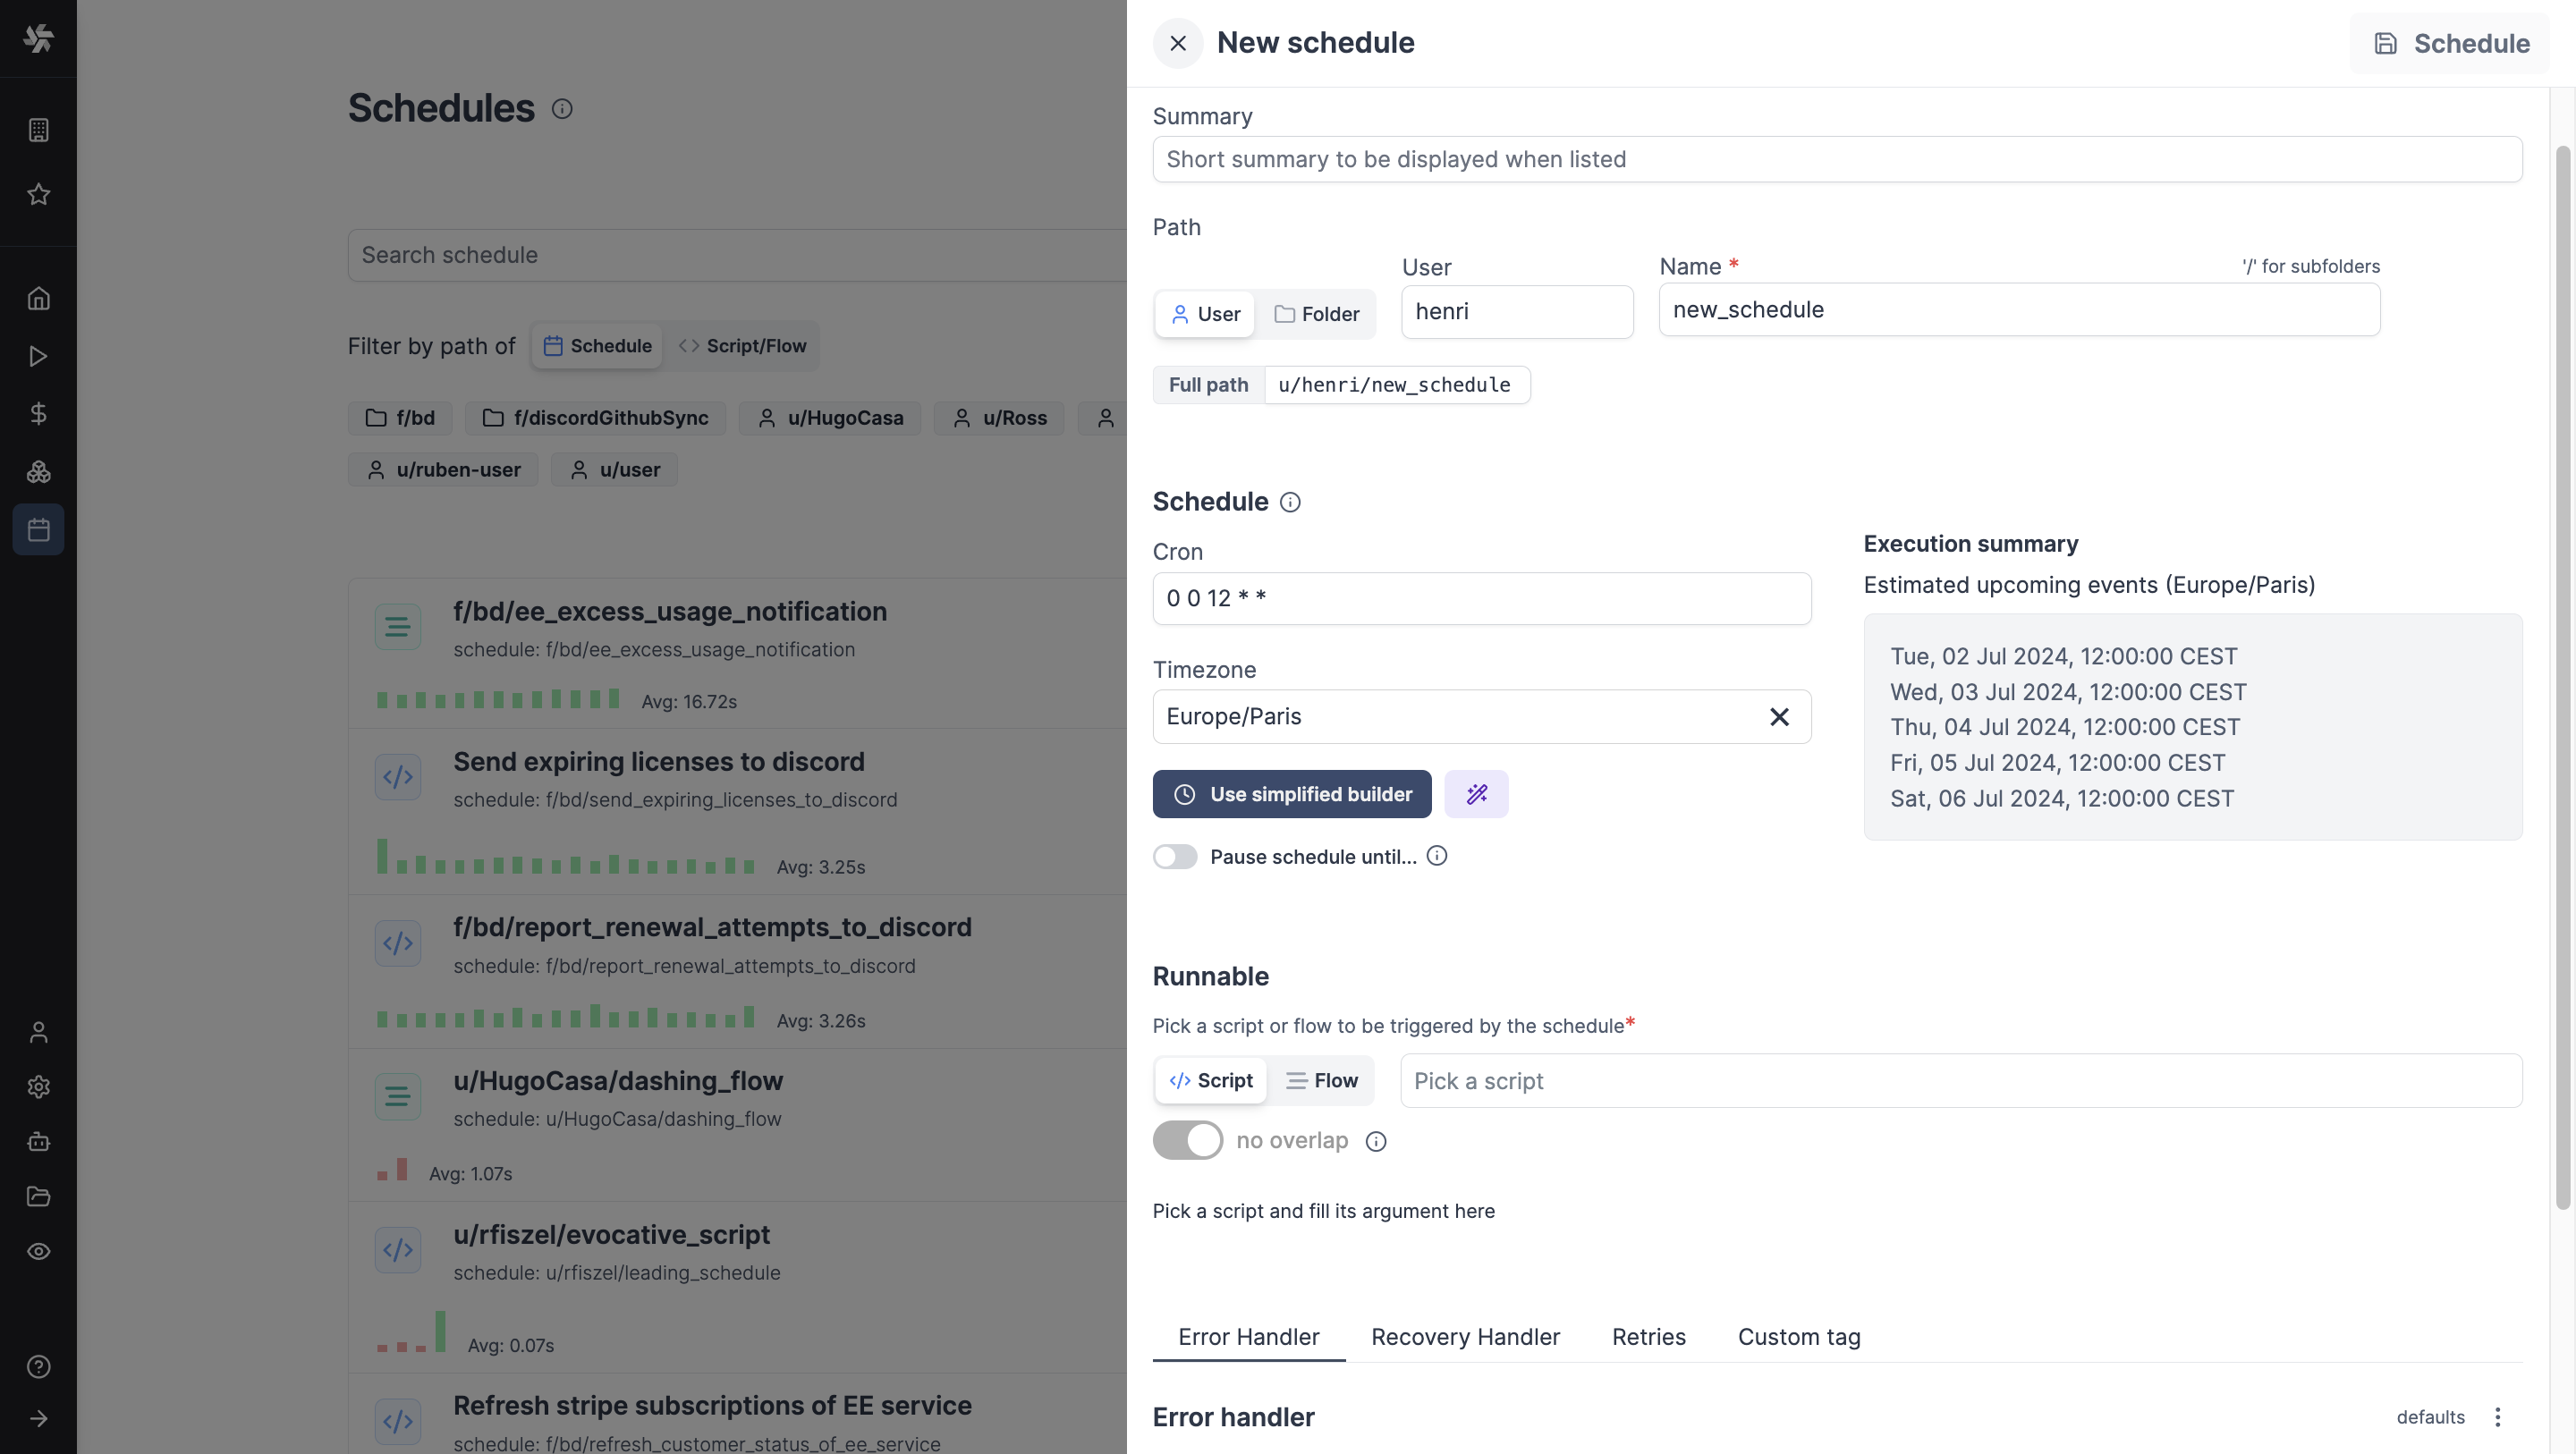 Schedules
Search schedule
Filter by path of
Schedule
Script/Flow
f/bd
f/discordGithubSync
u/HugoCasa
u/Ross
u/ruben-user
u/user
f/bd/ee_excess_usage_notification
schedule: f/bd/ee_excess_usage_notification
Avg: 16.72s
Send expiring licenses to discord
schedule: f/bd/send_expiring_licenses_to_discord
Avg: 3.25s
f/bd/report_renewal_attempts_to_discord
schedule: f/bd/report_renewal_attempts_to_discord
Avg: 3.26s
u/HugoCasa/dashing_flow
schedule: u/HugoCasa/dashing_flow
Avg: 1.07s
u/rfiszel/evocative_script
schedule: u/rfiszel/leading_schedule
Avg: 0.07s
Refresh stripe subscriptions of EE service
schedule: f/bd/refresh_customer_status_of_ee_service
New schedule
Schedule
Summary
Short summary to be displayed when listed
Path
User
Folder
User
henri
Name *
'/' for subfolders
new_schedule
Full path
u/henri/new_schedule
Schedule
Cron
0 0 12 * *
Timezone
Europe/Paris
Use simplified builder
Pause schedule until...
Execution summary
Estimated upcoming events (Europe/Paris)
Tue, 02 Jul 2024, 12:00:00 CEST
Wed, 03 Jul 2024, 12:00:00 CEST
Thu, 04 Jul 2024, 12:00:00 CEST
Fri, 05 Jul 2024, 12:00:00 CEST
Sat, 06 Jul 2024, 12:00:00 CEST
Runnable
Pick a script or flow to be triggered by the schedule*
Script
Flow
Pick a script
no overlap
Pick a script and fill its argument here
Error Handler
Recovery Handler
Retries
Custom tag
Error handler
defaults